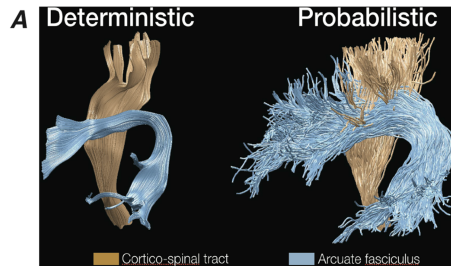 A
Deterministic Probabilistic
Cortico-spinal tract Arcuate fasciculus